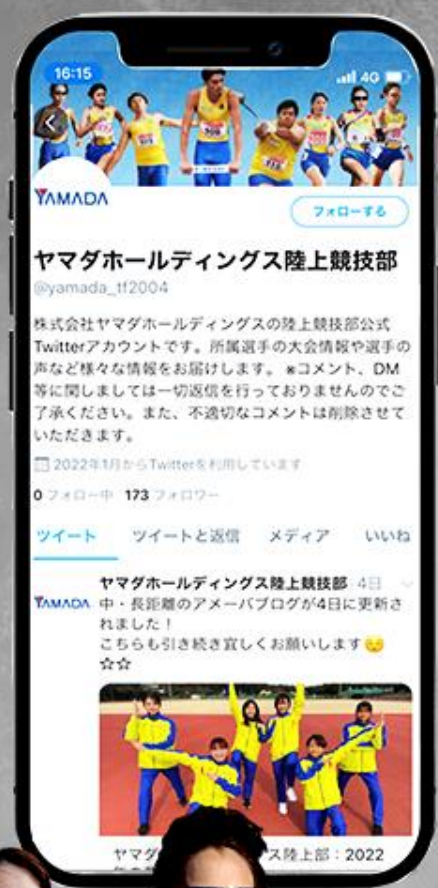 16:15
4G
YAMADA
フォローする
ヤマダホールディングス陸上競技部
@yamada_tf2004
株式会社ヤマダホールディングスの陸上競技部公式
Twitterアカウントです。所属選手の大会情報や選手の
声など様々な情報をお届けします。 ※コメント、DM
等に関しましては一切返信を行っておりませんのでご
了承ください。また、不適切なコメントは削除させて
いただきます。
2022年1月からTwitterを利用しています
0 フォロー中 173 フォロワー
ツイート ツイートと返信 メディア いいね
ヤマダホールディングス陸上競技部 4日
YAMADA
中・長距離のアメーバブログが4日に更新さ
れました!
こちらも引き続き宜しくお願いします😌
☆☆
ヤマダ
ス陸上部:2022